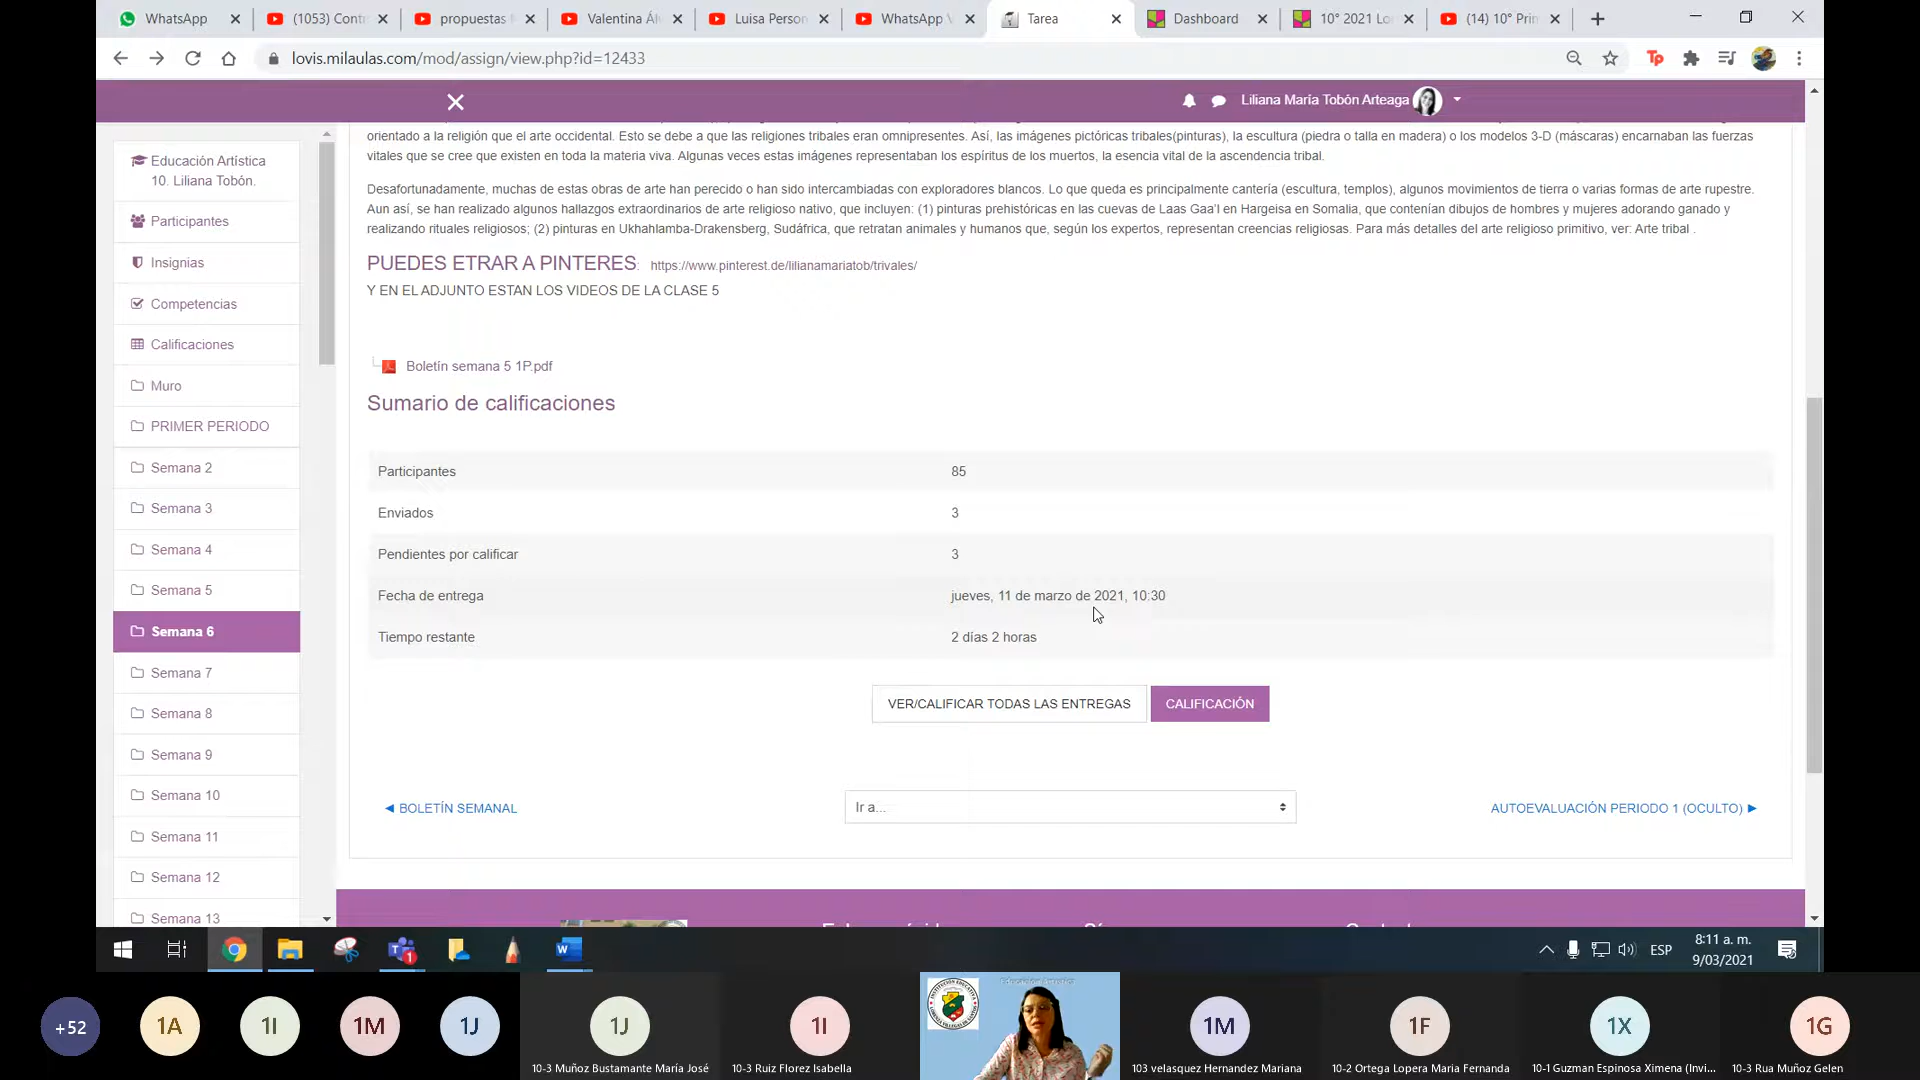 WhatsApp
(1053) Cont
propuestas
Valentina Ál
Luisa Person
WhatsApp V
Tarea
Dashboard
10° 2021 Lo
(14) 10° Prin
lovis.milaulas.com/mod/assign/view.php?id=12433
Liliana María Tobón Arteaga
Educación Artística
10. Liliana Tobón.
Participantes
Insignias
Competencias
Calificaciones
Muro
PRIMER PERIODO
Semana 2
Semana 3
Semana 4
Semana 5
Semana 6
Semana 7
Semana 8
Semana 9
Semana 10
Semana 11
Semana 12
Semana 13
orientado a la religión que el arte occidental. Esto se debe a que las religiones tribales eran omnipresentes. Así, las imágenes pictóricas tribales(pinturas), la escultura (piedra o talla en madera) o los modelos 3-D (máscaras) encarnaban las fuerzas
vitales que se cree que existen en toda la materia viva. Algunas veces estas imágenes representaban los espíritus de los muertos, la esencia vital de la ascendencia tribal.
Desafortunadamente, muchas de estas obras de arte han perecido o han sido intercambiadas con exploradores blancos. Lo que queda es principalmente cantería (escultura, templos), algunos movimientos de tierra o varias formas de arte rupestre.
Aun así, se han realizado algunos hallazgos extraordinarios de arte religioso nativo, que incluyen: (1) pinturas prehistóricas en las cuevas de Laas Gaa'l en Hargeisa en Somalia, que contenían dibujos de hombres y mujeres adorando ganado y
realizando rituales religiosos; (2) pinturas en Ukhahlamba-Drakensberg, Sudáfrica, que retratan animales y humanos que, según los expertos, representan creencias religiosas. Para más detalles del arte religioso primitivo, ver: Arte tribal .
PUEDES ETRAR A PINTERES: https://www.pinterest.de/lilianamariatob/trivales/
Y EN EL ADJUNTO ESTAN LOS VIDEOS DE LA CLASE 5
Boletín semana 5 1P.pdf
Sumario de calificaciones
Participantes 85
Enviados 3
Pendientes por calificar 3
Fecha de entrega jueves, 11 de marzo de 2021, 10:30
Tiempo restante 2 días 2 horas
VER/CALIFICAR TODAS LAS ENTREGAS CALIFICACIÓN
◄ BOLETÍN SEMANAL
Ir a...
AUTOEVALUACIÓN PERIODO 1 (OCULTO) ►
ESP
8:11 a. m.
9/03/2021
+52
1A
1I
1M
1J
1J
1I
1M
1F
1X
1G
10-3 Muñoz Bustamante María José
10-3 Ruiz Florez Isabella
103 velasquez Hernandez Mariana
10-2 Ortega Lopera Maria Fernanda
10-1 Guzman Espinosa Ximena (Invi...
10-3 Rua Muñoz Gelen